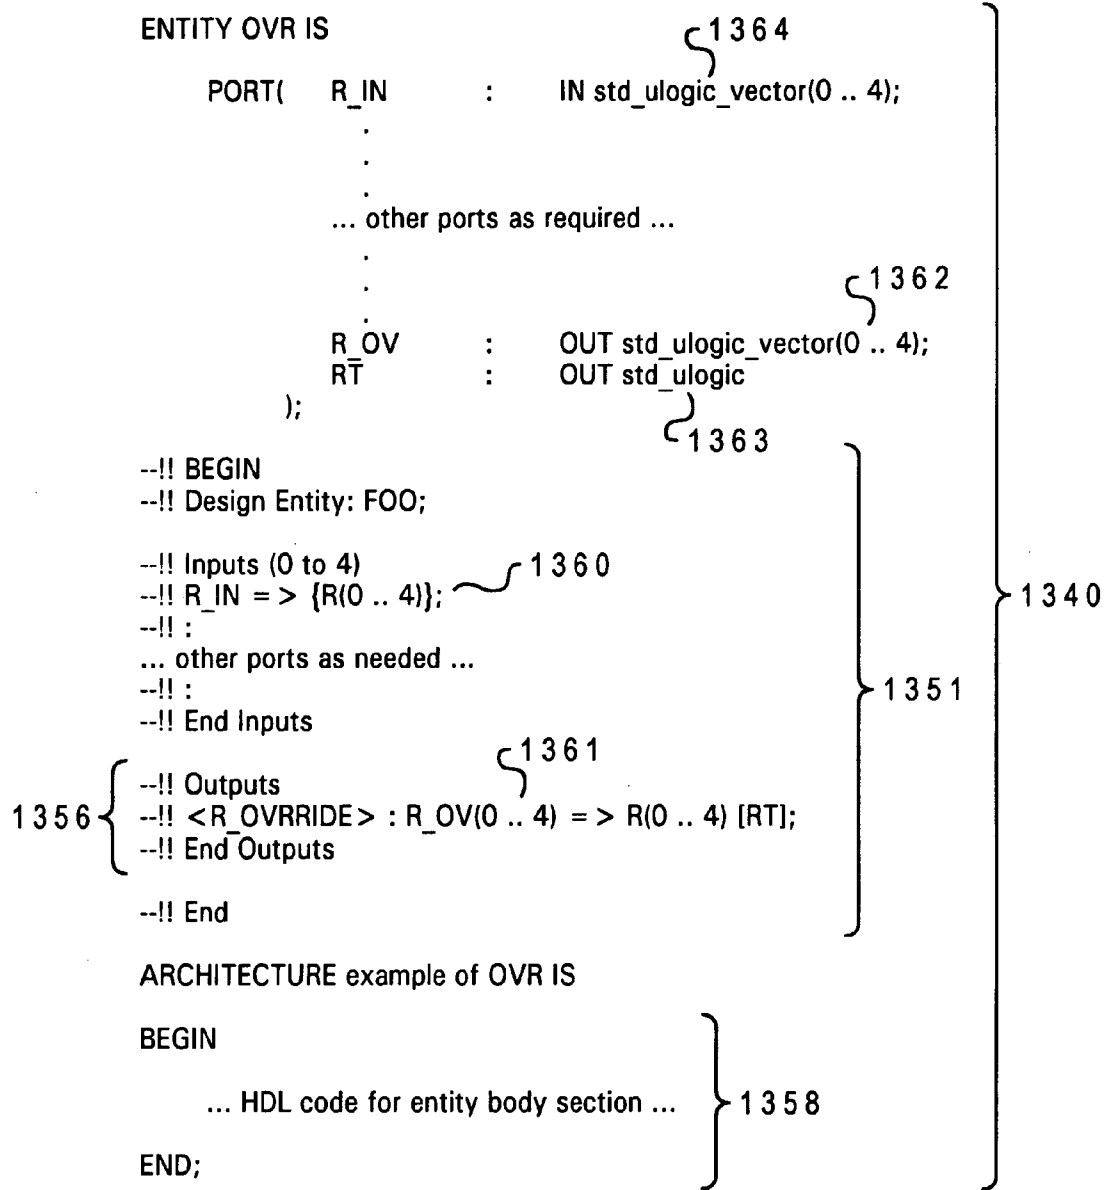 ENTITY OVR IS
1364
PORT( R_IN : IN std_ulogic_vector(0 .. 4);
.
.
.
... other ports as required ...
.
.
.
1362
R_OV : OUT std_ulogic_vector(0 .. 4);
RT : OUT std_ulogic
);
1363
--!! BEGIN
--!! Design Entity: FOO;
--!! Inputs (0 to 4)
1360
--!! R_IN = > {R(0 .. 4)};
1340
--!! :
... other ports as needed ...
--!! :
1351
--!! End Inputs
1361
--!! Outputs
1356
--!! <R_OVRRIDE> : R_OV(0 .. 4) = > R(0 .. 4) [RT];
--!! End Outputs
--!! End
ARCHITECTURE example of OVR IS
BEGIN
... HDL code for entity body section ...
1358
END;